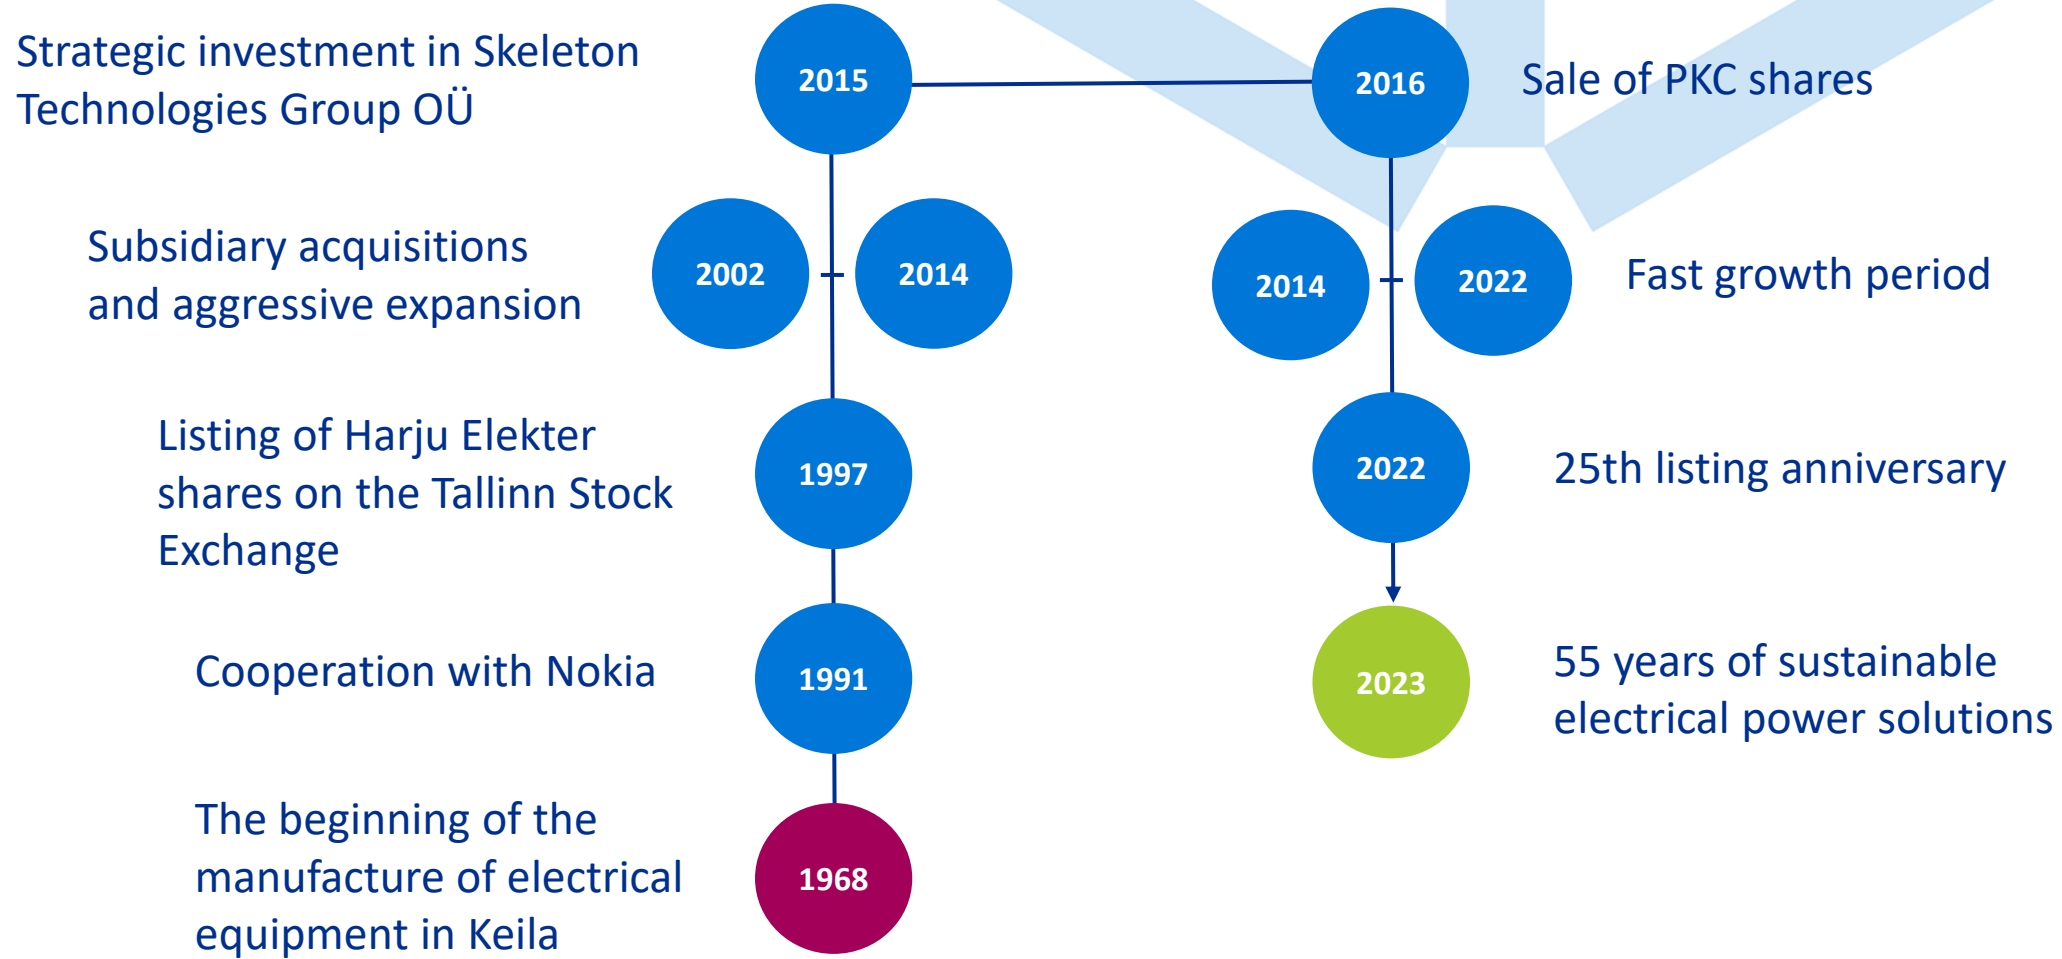 Strategic investment in Skeleton
Technologies Group OÜ
2015
2016
Sale of PKC shares
Subsidiary acquisitions
and aggressive expansion
2002
2014
2014
2022
Fast growth period
Listing of Harju Elekter
shares on the Tallinn Stock
Exchange
1997
2022
25th listing anniversary
Cooperation with Nokia
1991
2023
55 years of sustainable
electrical power solutions
The beginning of the
manufacture of electrical
equipment in Keila
1968